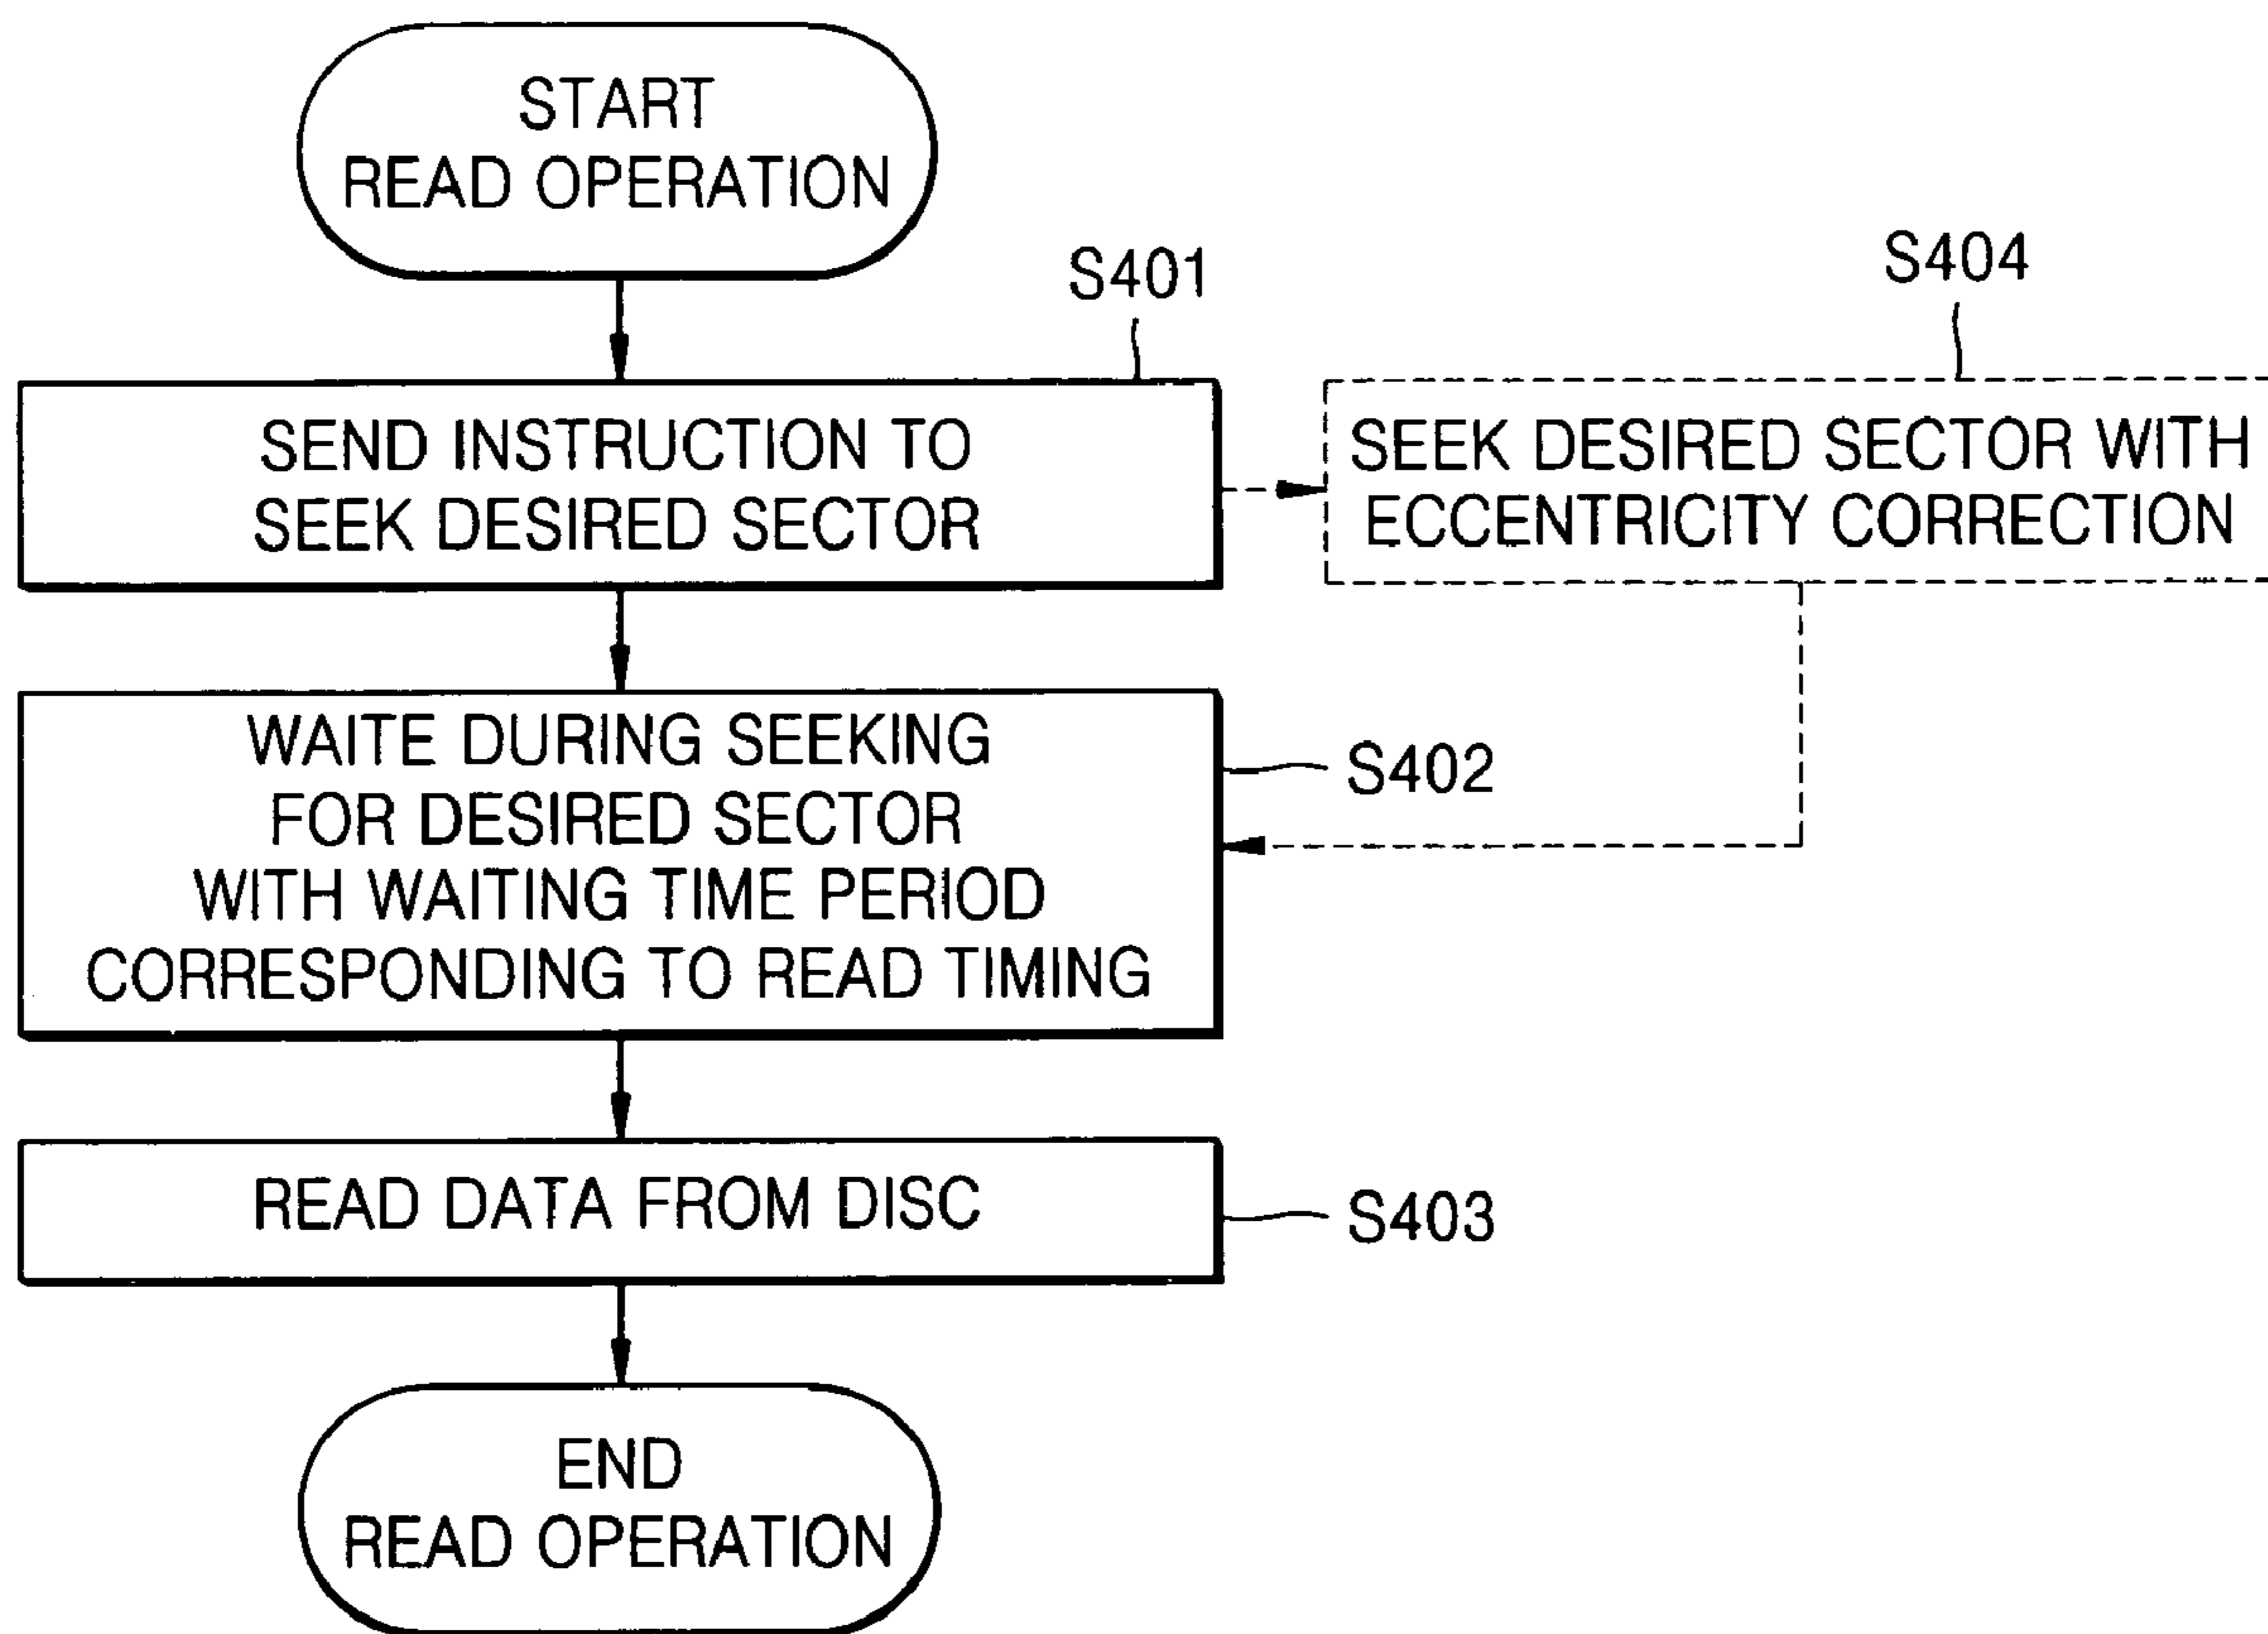 START
READ OPERATION
S401
S404
SEND INSTRUCTION TO
SEEK DESIRED SECTOR
SEEK DESIRED SECTOR WITH
ECCENTRICITY CORRECTION
WAITE DURING SEEKING
FOR DESIRED SECTOR
WITH WAITING TIME PERIOD
CORRESPONDING TO READ TIMING
S402
READ DATA FROM DISC
S403
END
READ OPERATION